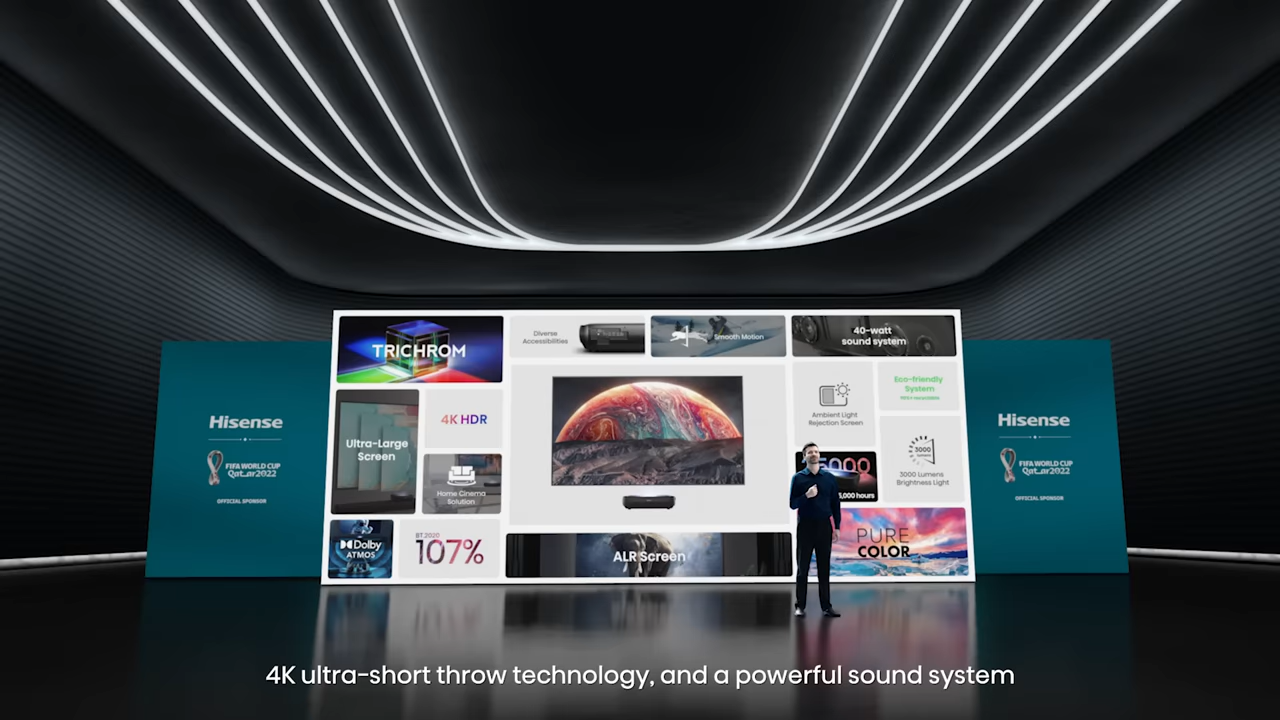 TRICHROM
Diverse
Accessibilities
Smooth Motion
40-watt
sound system
Hisense
FIFA WORLD CUP
Qatar2022
OFFICIAL SPONSOR
Ultra-Large
Screen
4K HDR
Home Cinema
Solution
Dolby
ATMOS
BT.2020
107%
ALR Screen
Ambient Light
Rejection Screen
Eco-friendly
System
3000
3000 Lumens
Brightness Light
5,000 hours
PURE
COLOR
Hisense
FIFA WORLD CUP
Qatar2022
OFFICIAL SPONSOR
4K ultra-short throw technology, and a powerful sound system